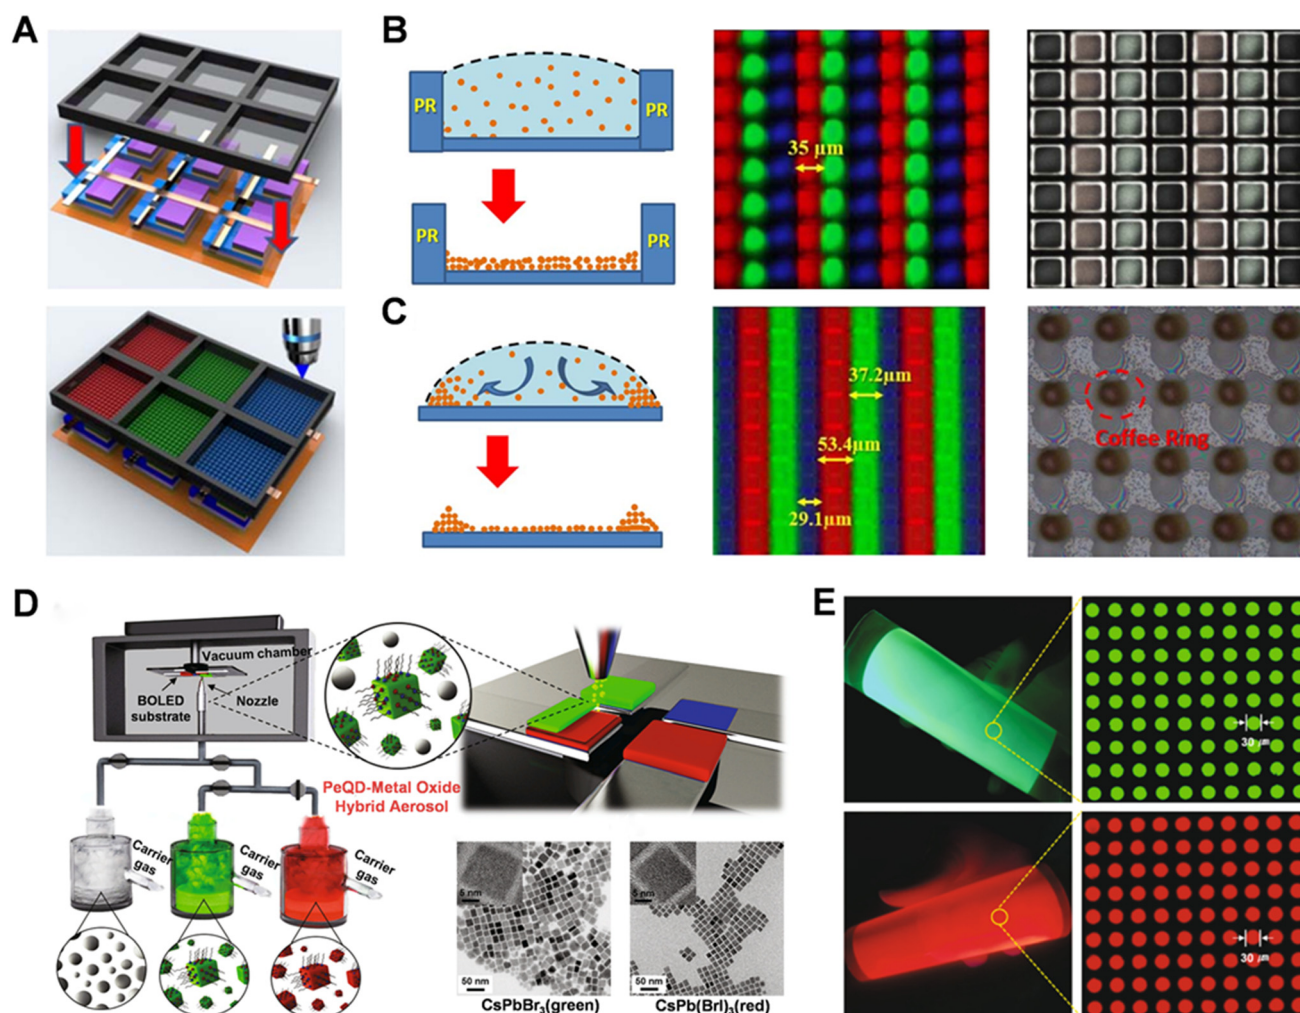 A
B
PR
PR
PR
PR
35 μm
C
37.2μm
53.4μm
29.1μm
Coffee Ring
D
Vacuum chamber
BOLED
substrate
Nozzle
PeQD-Metal Oxide
Hybrid Aerosol
Carrier
gas
Carrier
gas
Carrier
gas
5 nm
50 nm
CsPbBr₃(green)
5 nm
50 nm
CsPb(BrI)₃(red)
E
30 ㎛
30 ㎛